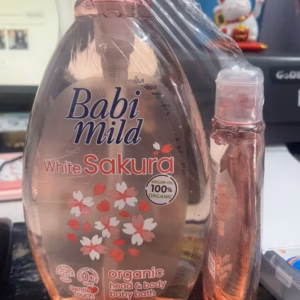 Babi
mild
White Sakura
100%
ORGANIC
organic
head & body
baby bath